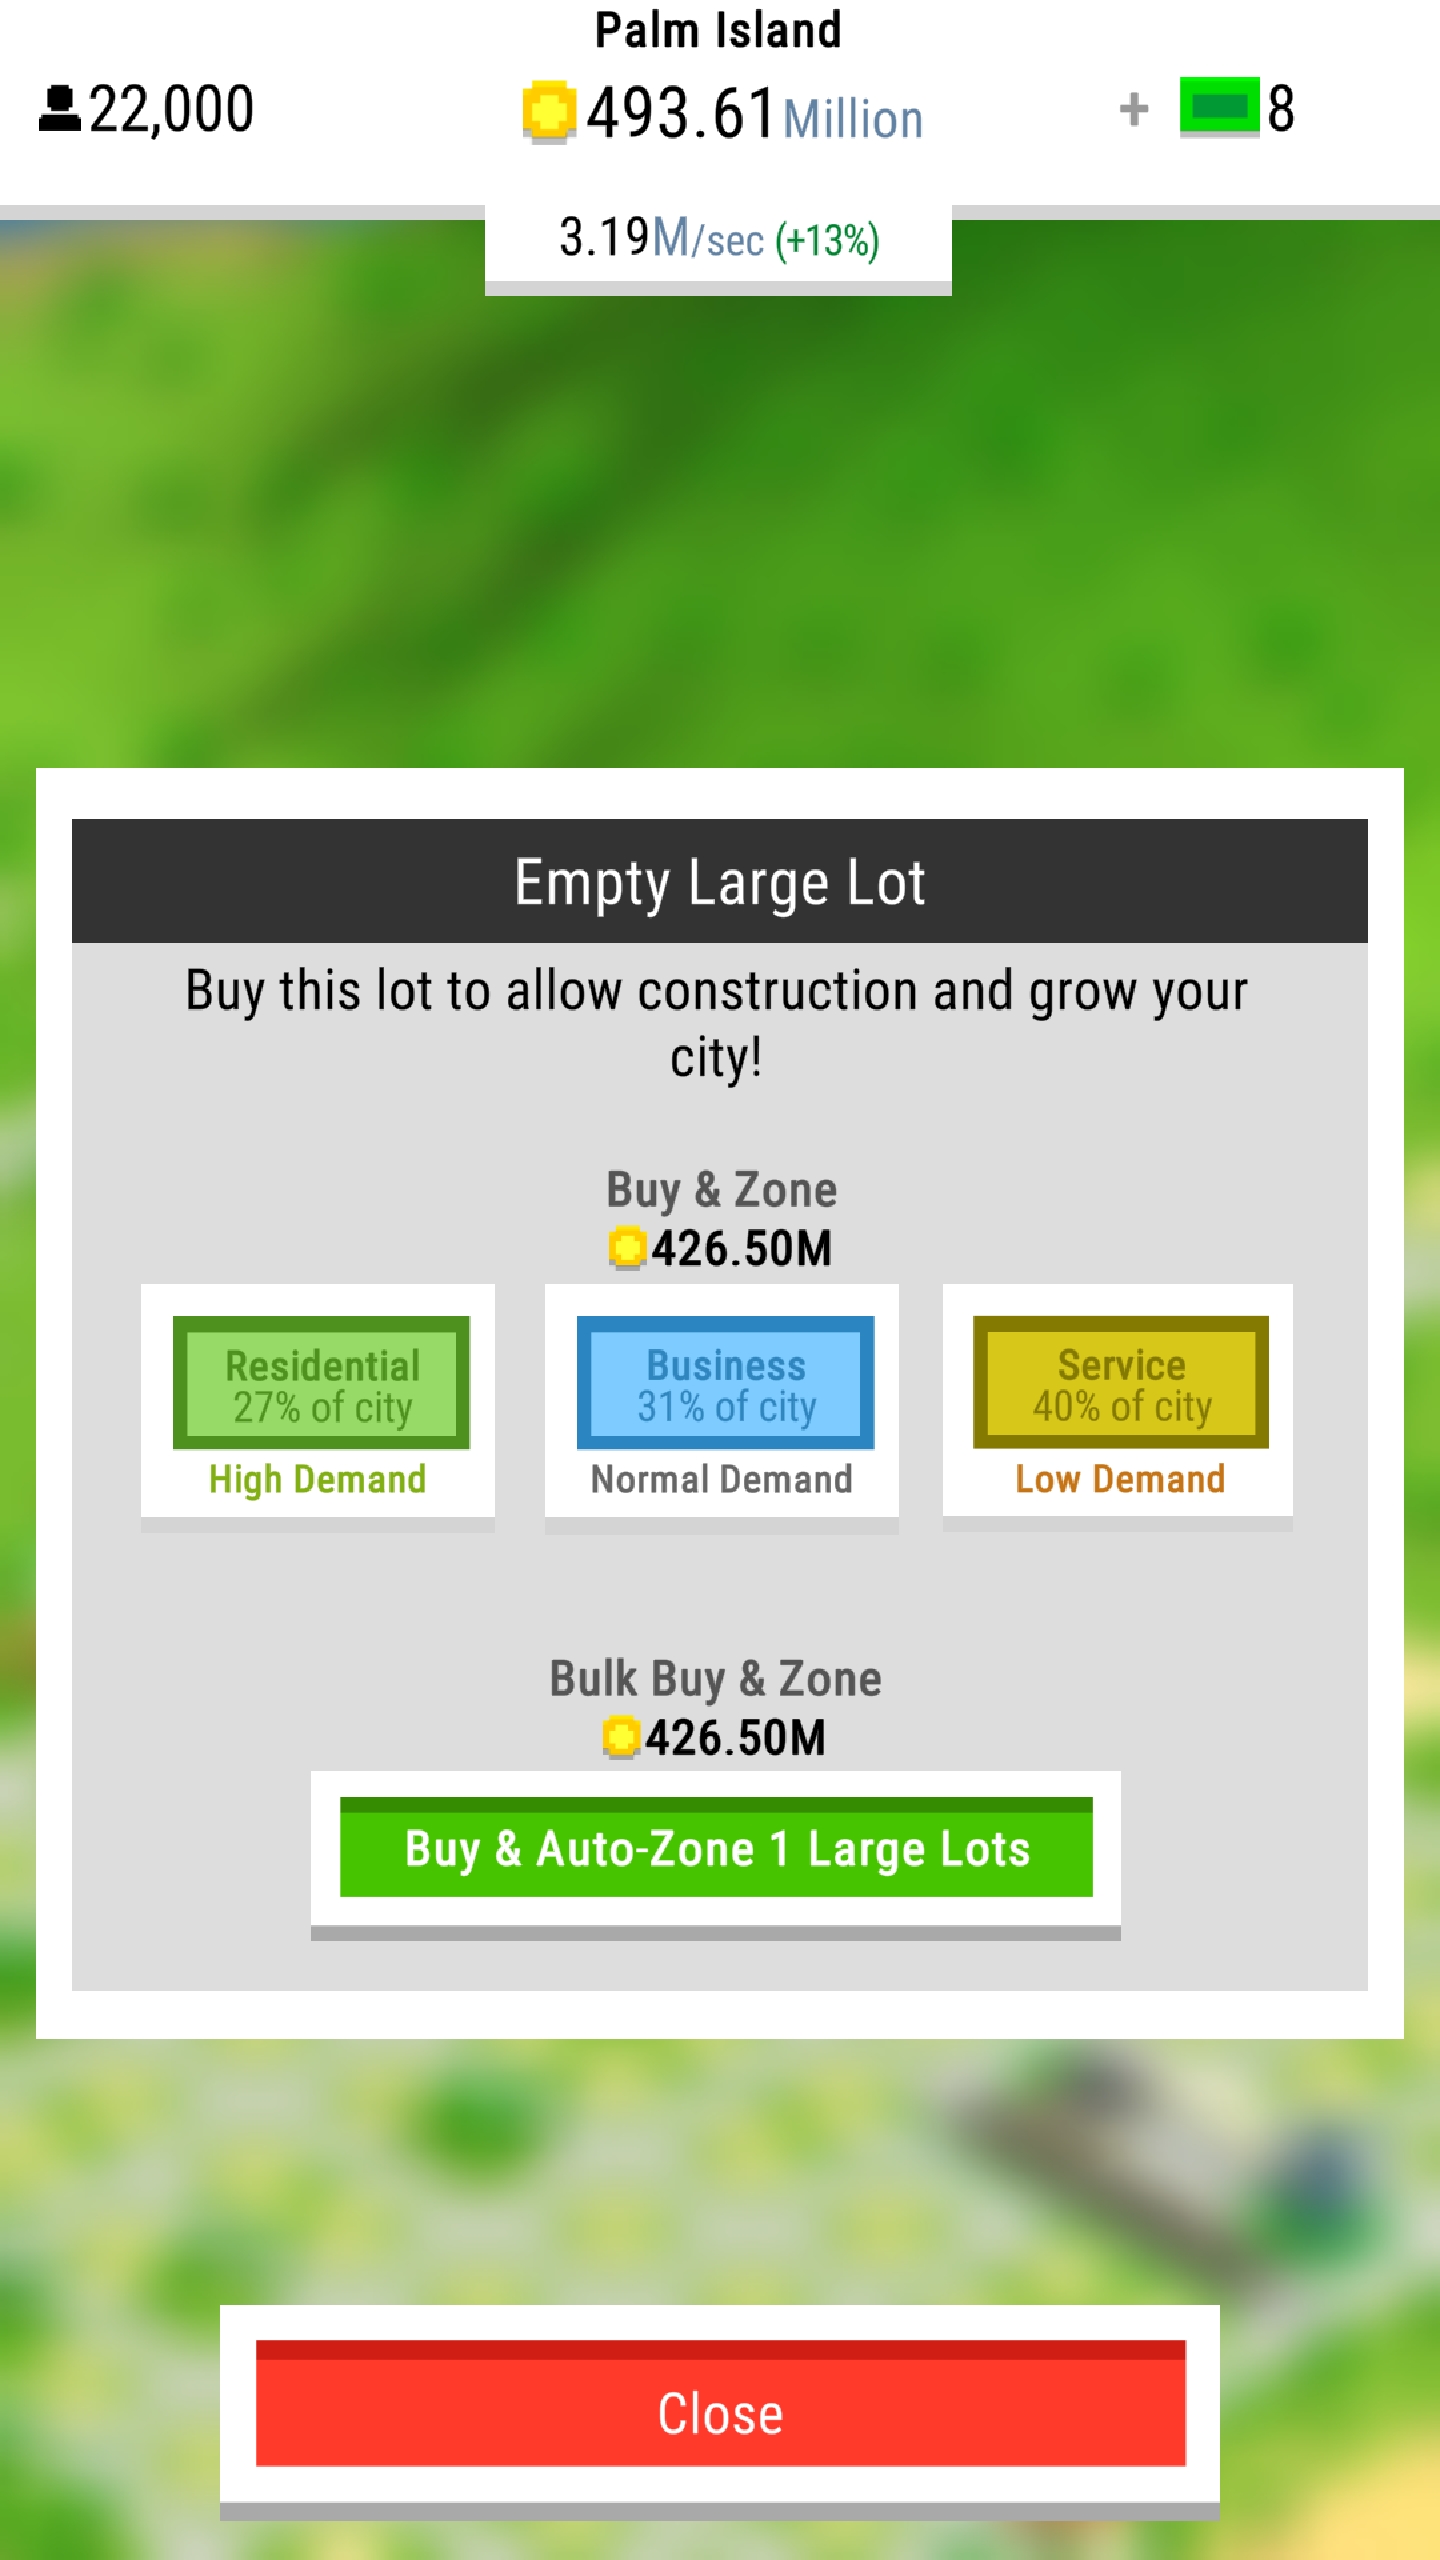 Palm Island
22,000
493.61Million
+ 8
3.19M/sec (+13%)
Empty Large Lot
Buy this lot to allow construction and grow your
city!
Buy & Zone
426.50M
Residential
27% of city
High Demand
Business
31% of city
Normal Demand
Service
40% of city
Low Demand
Bulk Buy & Zone
426.50M
Buy & Auto-Zone 1 Large Lots
Close